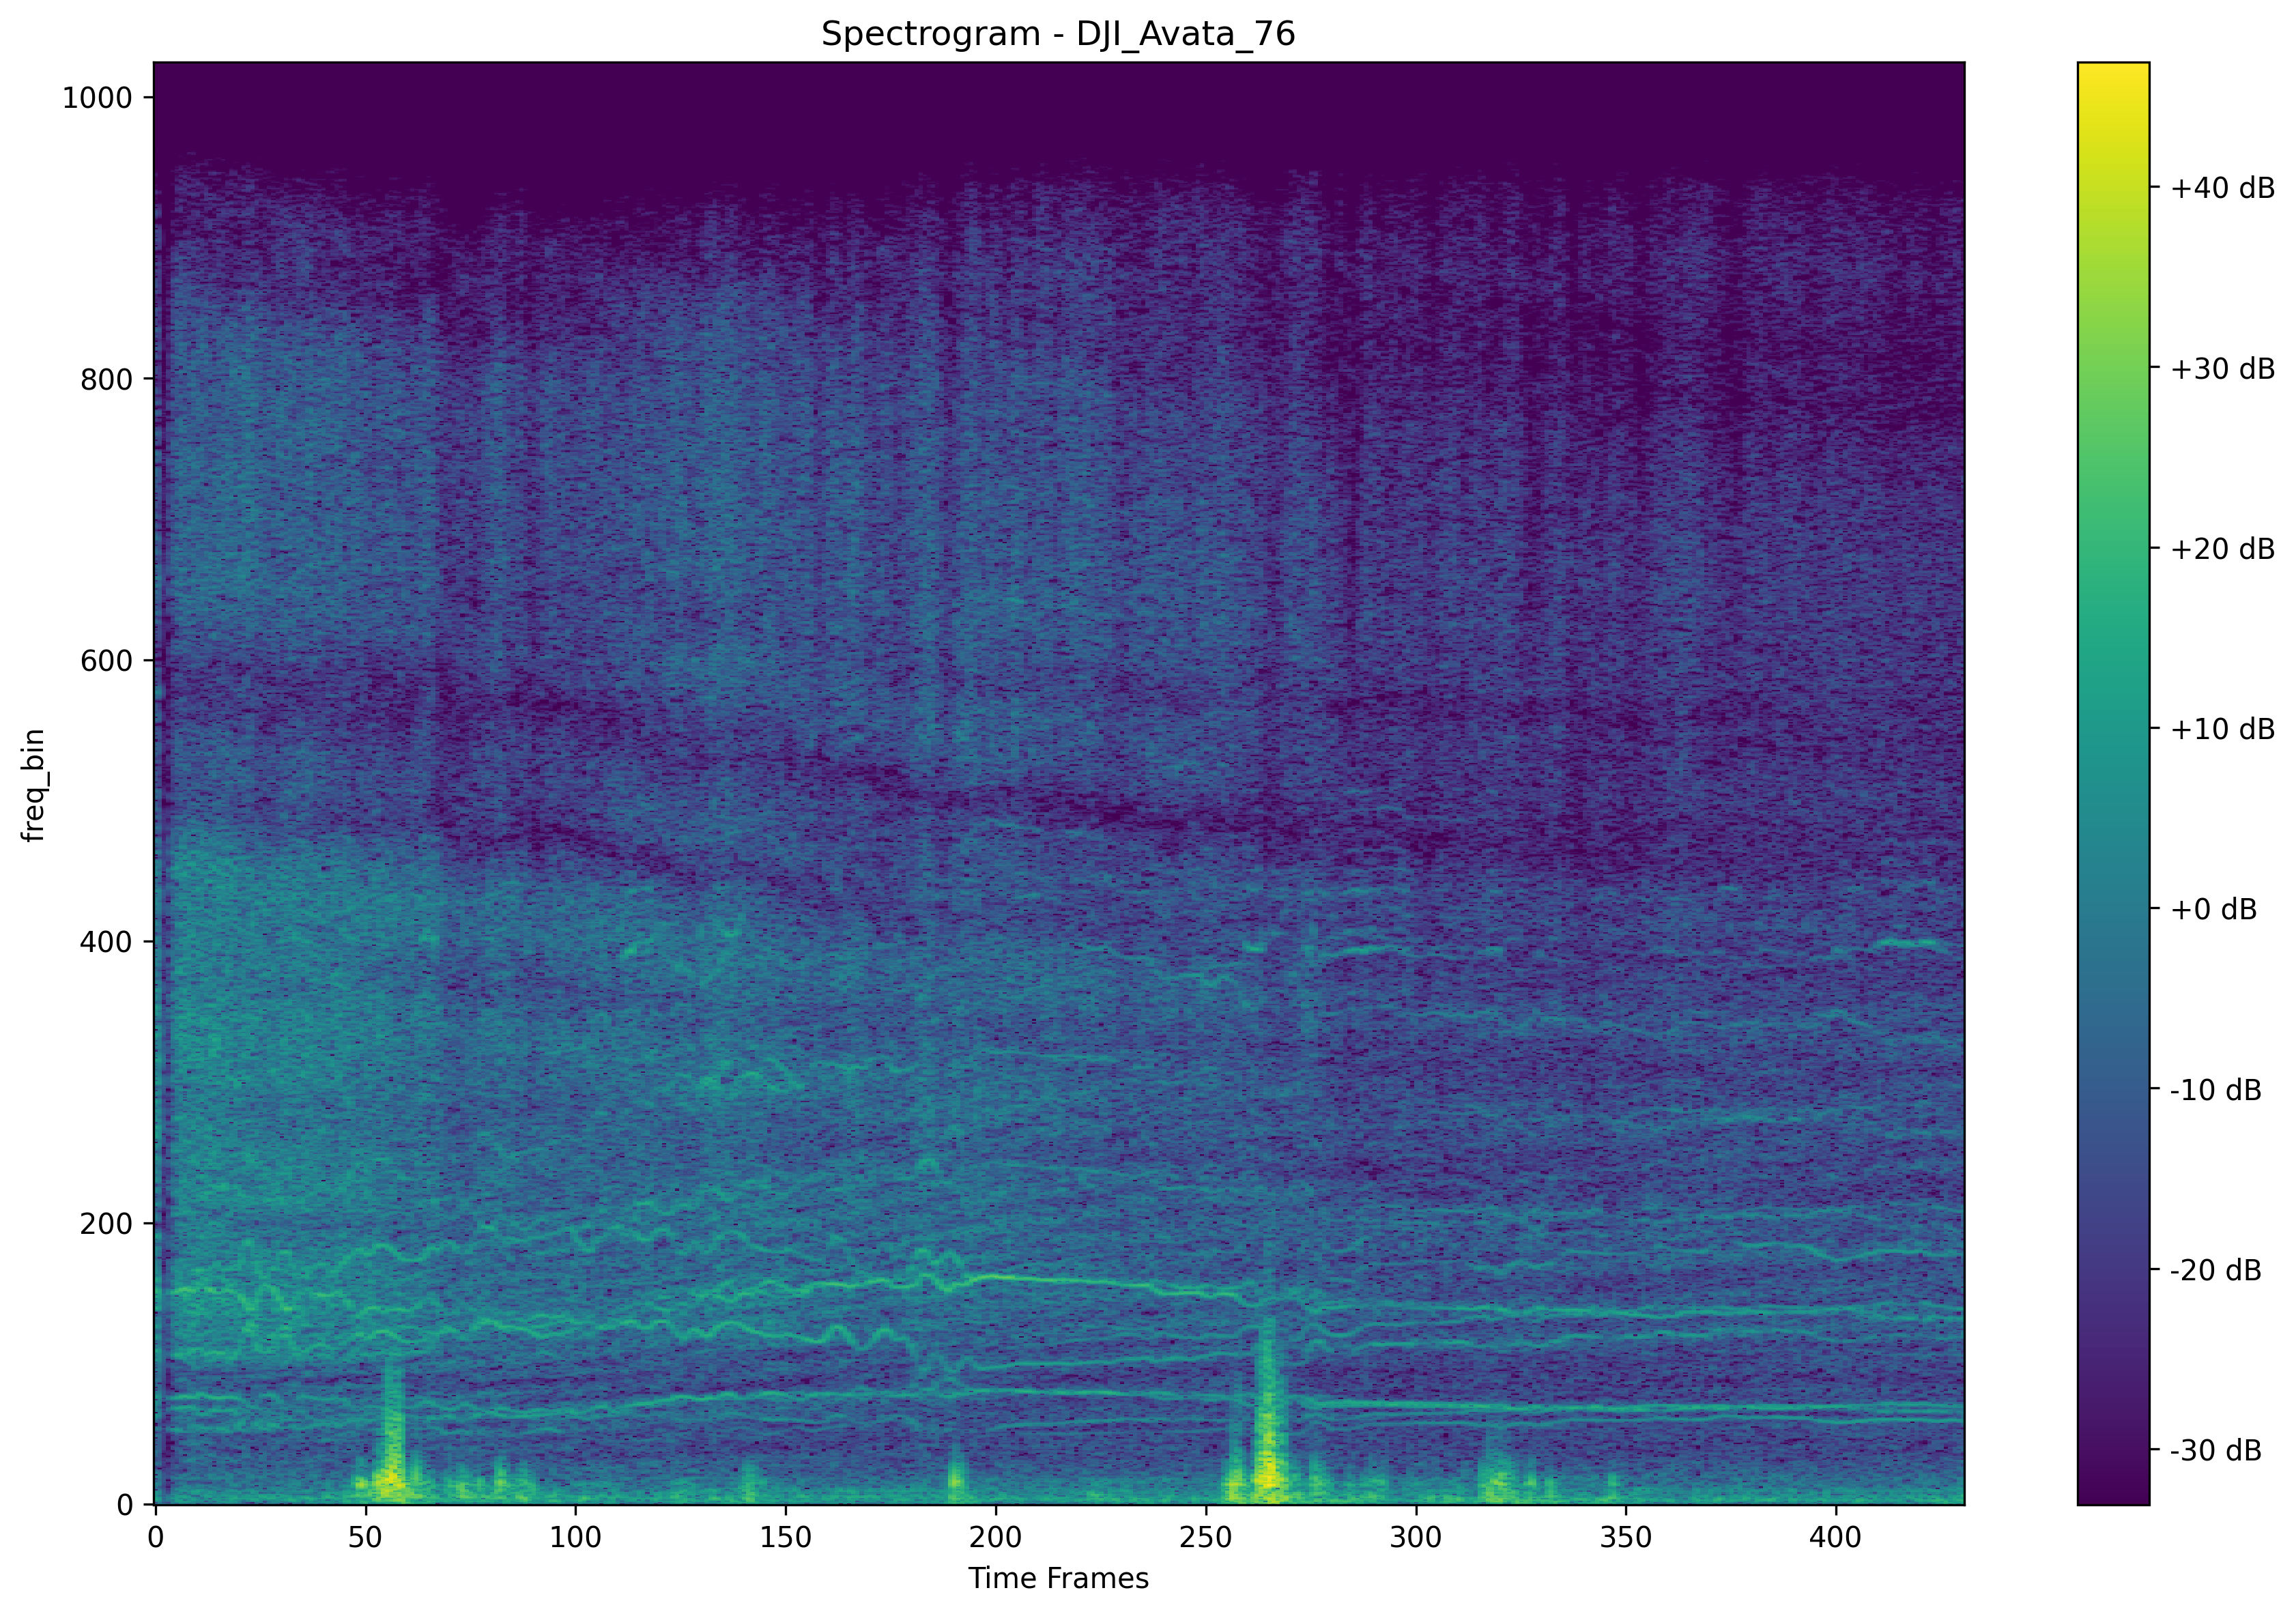 Spectrogram - DJI_Avata_76
1000
800
600
400
200
0
freq_bin
0 50 100 150 200 250 300 350 400
Time Frames
+40 dB
+30 dB
+20 dB
+10 dB
+0 dB
-10 dB
-20 dB
-30 dB